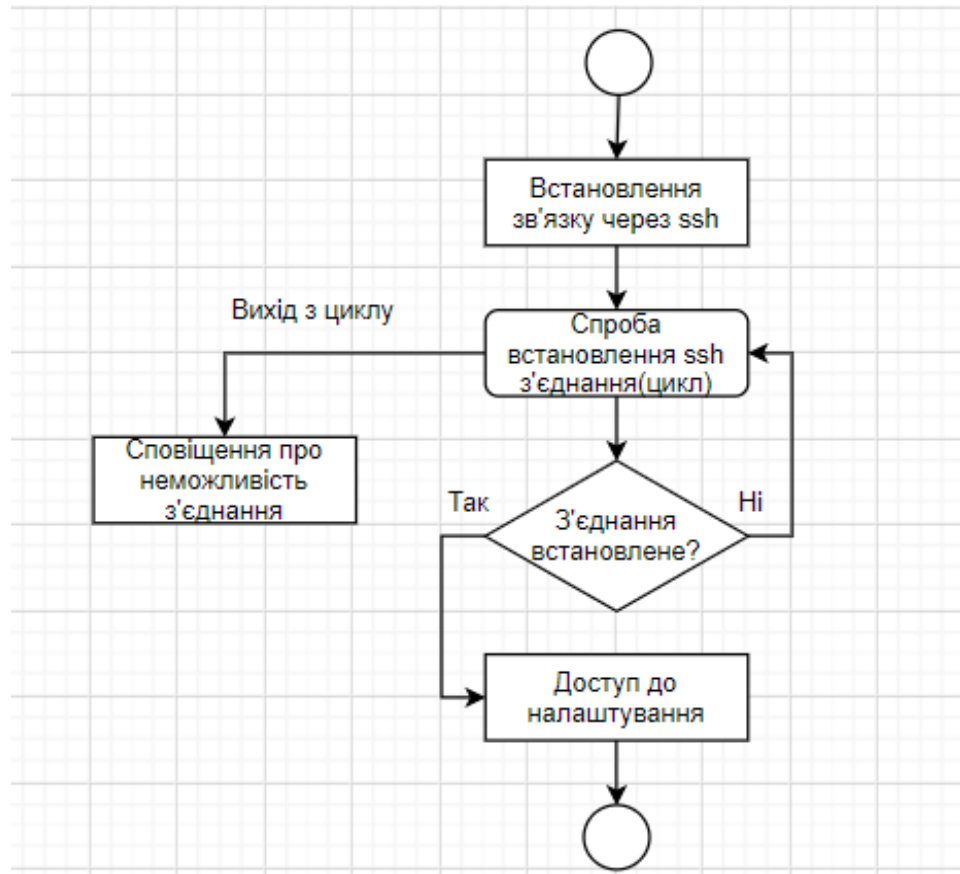 Встановлення
зв'язку через ssh
Вихід з циклу
Спроба
встановлення ssh
з'єднання(цикл)
Сповіщення про
неможливість
з'єднання
Так
Ні
З'єднання
встановлене?
Доступ до
налаштування